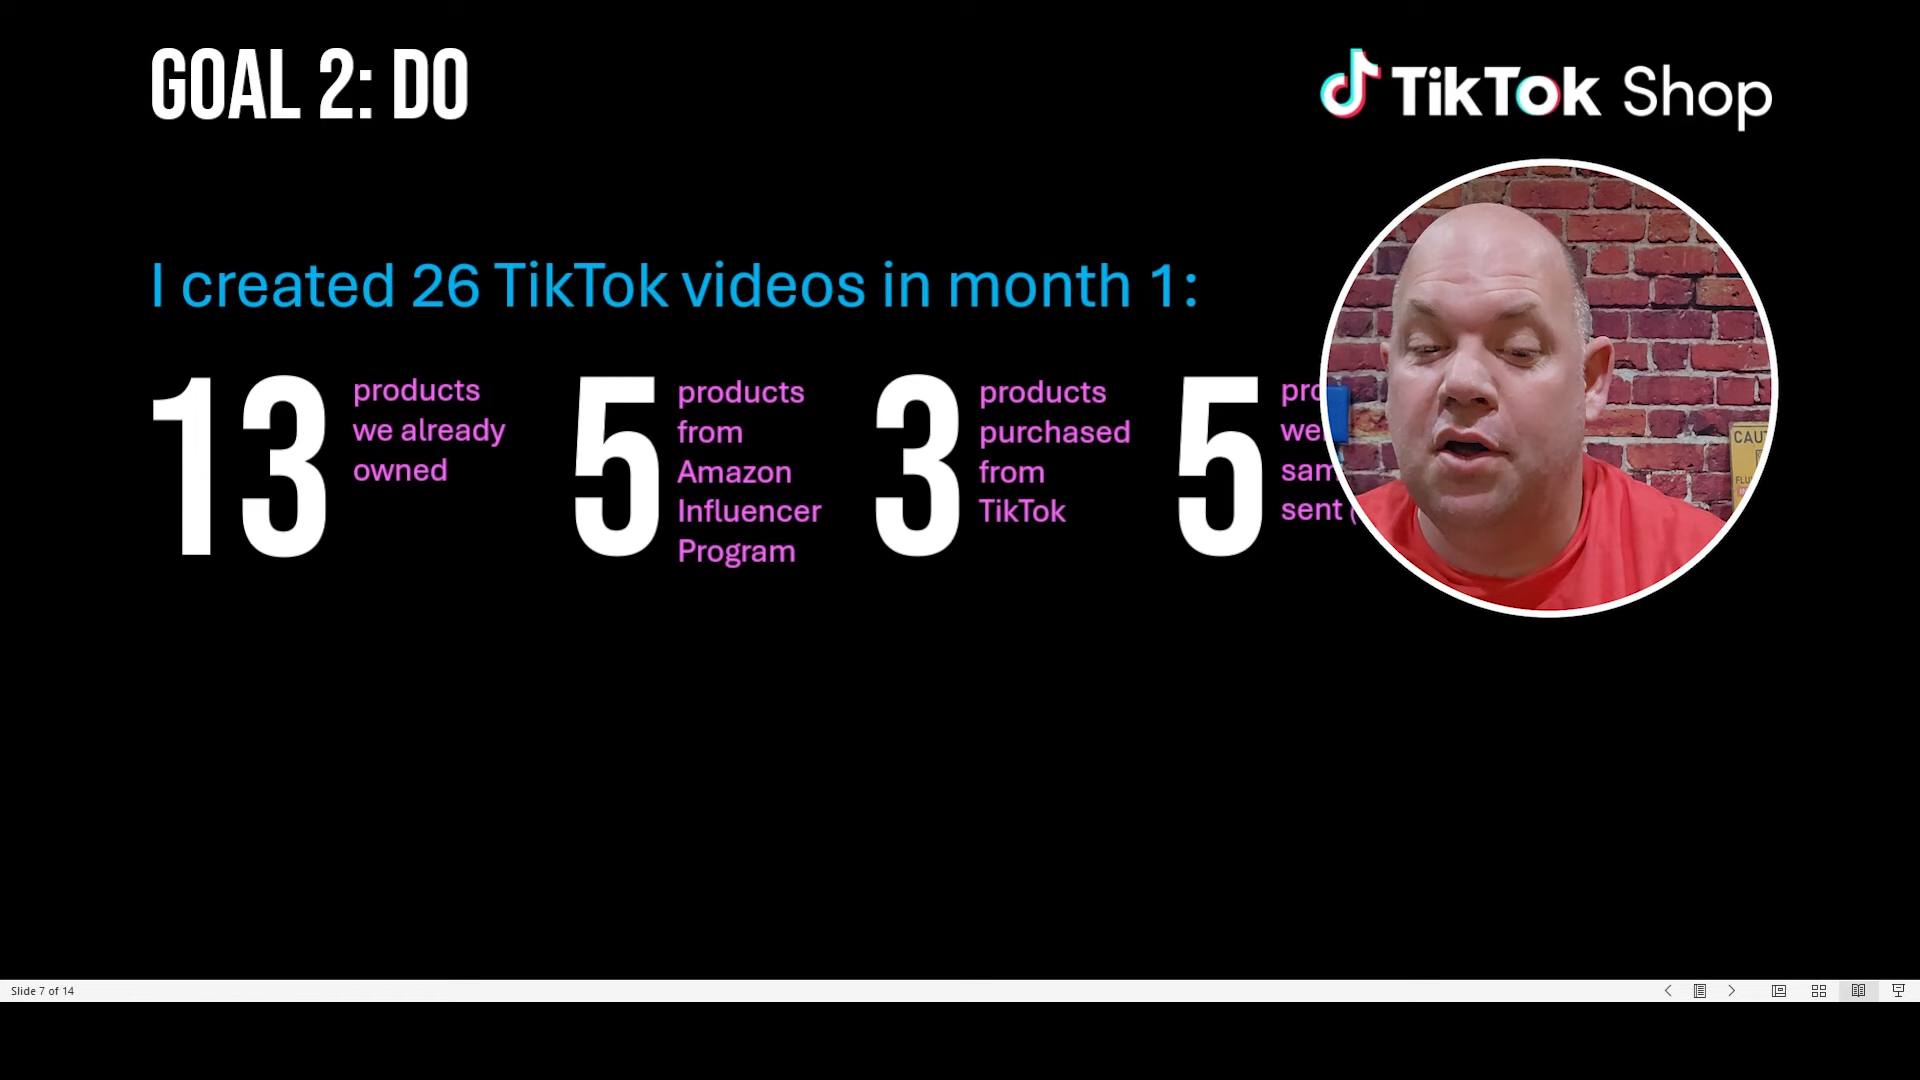 GOAL 2: DO
TikTok Shop
I created 26 TikTok videos in month 1:
13
products
we already
owned
5
products
from
Amazon
Influencer
Program
3
products
purchased
from
TikTok
5
sent (
CAU
Slide 7 of 14